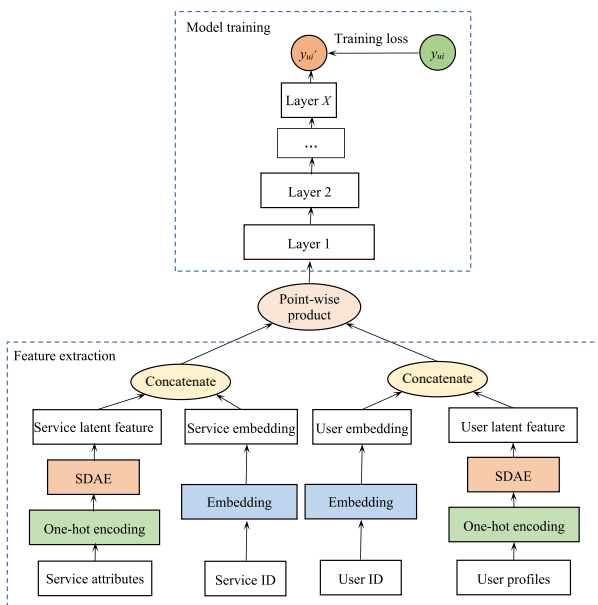 Model training
Training loss
yui'
yui
Layer X
...
Layer 2
Layer 1
Point-wise
product
Feature extraction
Concatenate
Concatenate
Service latent feature
Service embedding
User embedding
User latent feature
SDAE
Embedding
Embedding
SDAE
One-hot encoding
One-hot encoding
Service attributes
Service ID
User ID
User profiles